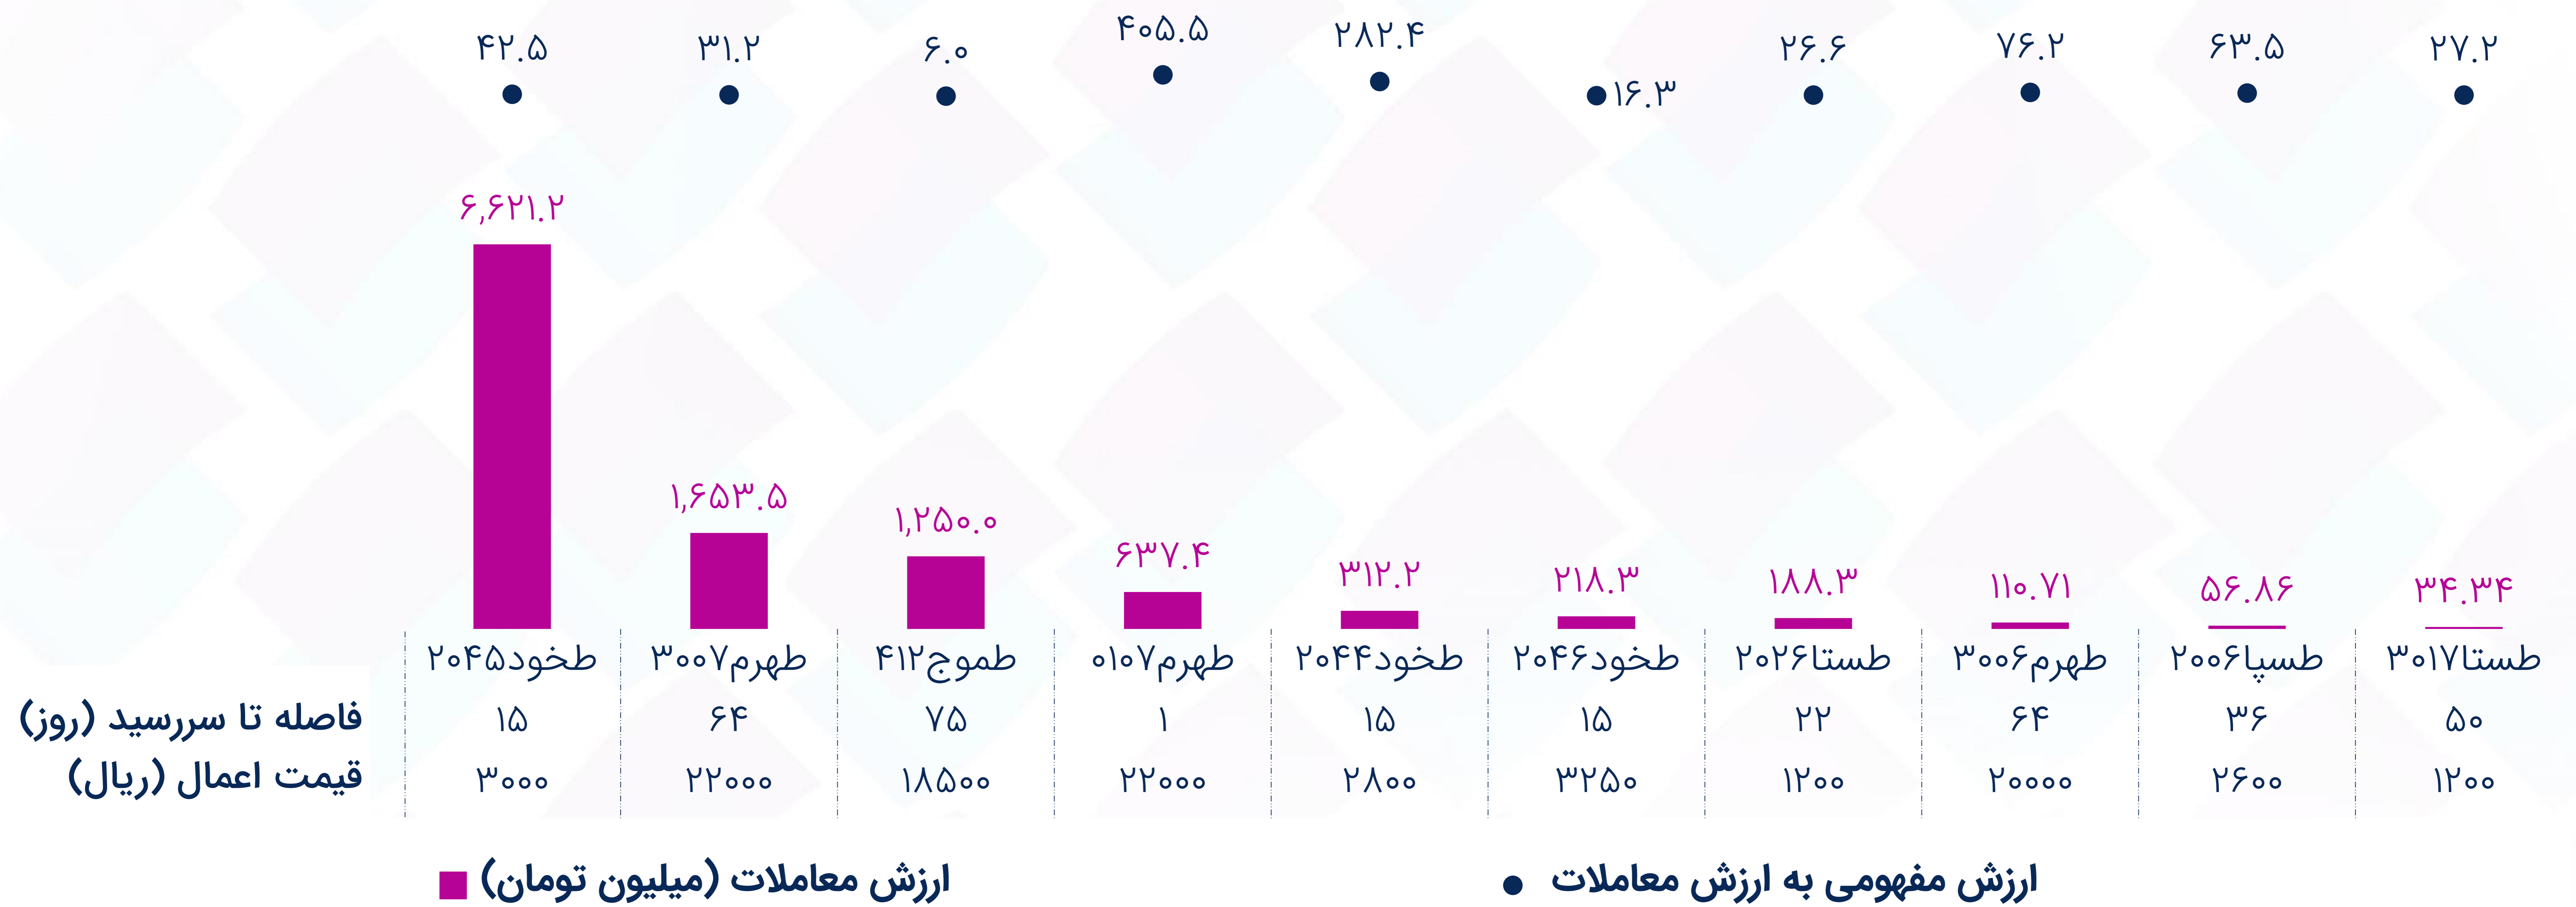 ۴۲.۵ ۳۱.۲ ۶.۰ ۴۰۵.۵ ۲۸۲.۴ ۱۶.۳ ۲۶.۶ ۷۶.۲ ۶۳.۵ ۲۷.۲
۶,۶۲۱.۲ ۱,۶۵۳.۵ ۱,۲۵۰.۰ ۶۳۷.۴ ۳۱۲.۲ ۲۱۸.۳ ۱۸۸.۳ ۱۱۰.۷۱ ۵۶.۸۶ ۳۴.۳۴
طخود۲۰۴۵ طهرم۳۰۰۷ طموج۴۱۲ طهرم۰۱۰۷ طخود۲۰۴۴ طخود۲۰۴۶ طستا۲۰۲۶ طهرم۳۰۰۶ طسپا۲۰۰۶ طستا۳۰۱۷
فاصله تا سررسید (روز) ۱۵ ۶۴ ۷۵ ۱ ۱۵ ۱۵ ۲۲ ۶۴ ۳۶ ۵۰
قیمت اعمال (ریال) ۳۰۰۰ ۲۲۰۰۰ ۱۸۵۰۰ ۲۲۰۰۰ ۲۸۰۰ ۳۲۵۰ ۱۲۰۰ ۲۰۰۰۰ ۲۶۰۰ ۱۲۰۰
ارزش معاملات (میلیون تومان)
ارزش مفهومی به ارزش معاملات